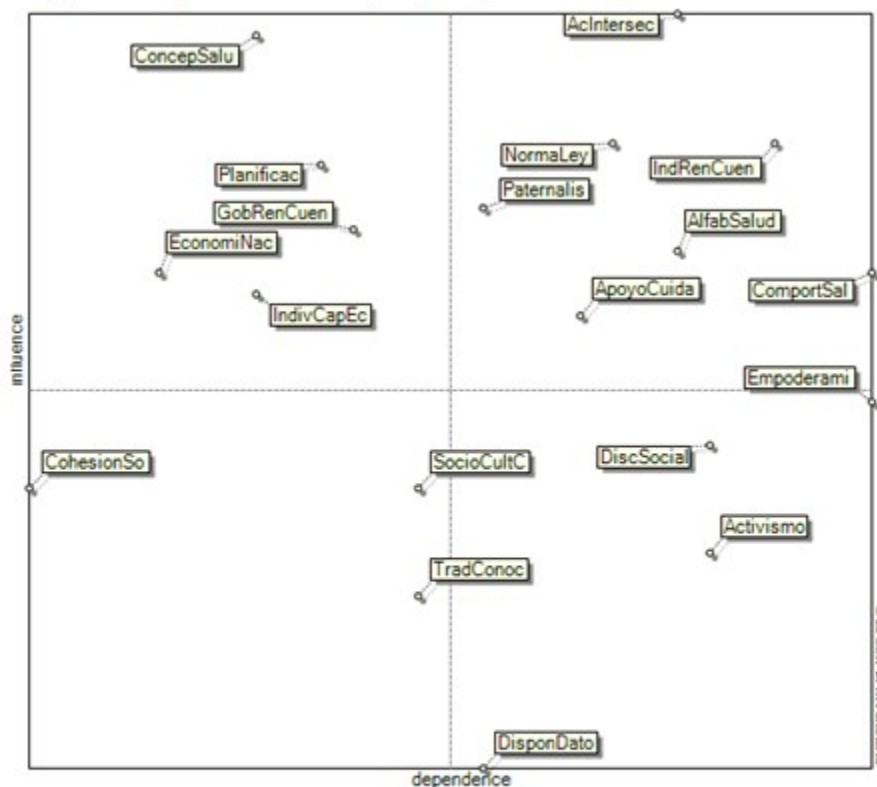 AcIntersec
ConcepSalu
NormaLey
IndRenCuen
Planificac
Paternalis
GobRenCuen
AlfabSalud
EconomiNac
ApoyoCuida
ComportSal
IndivCapEc
influence
Empoderami
CohesionSo
SocioCultC
DiscSocial
Activismo
TradConoc
DisponDato
dependence